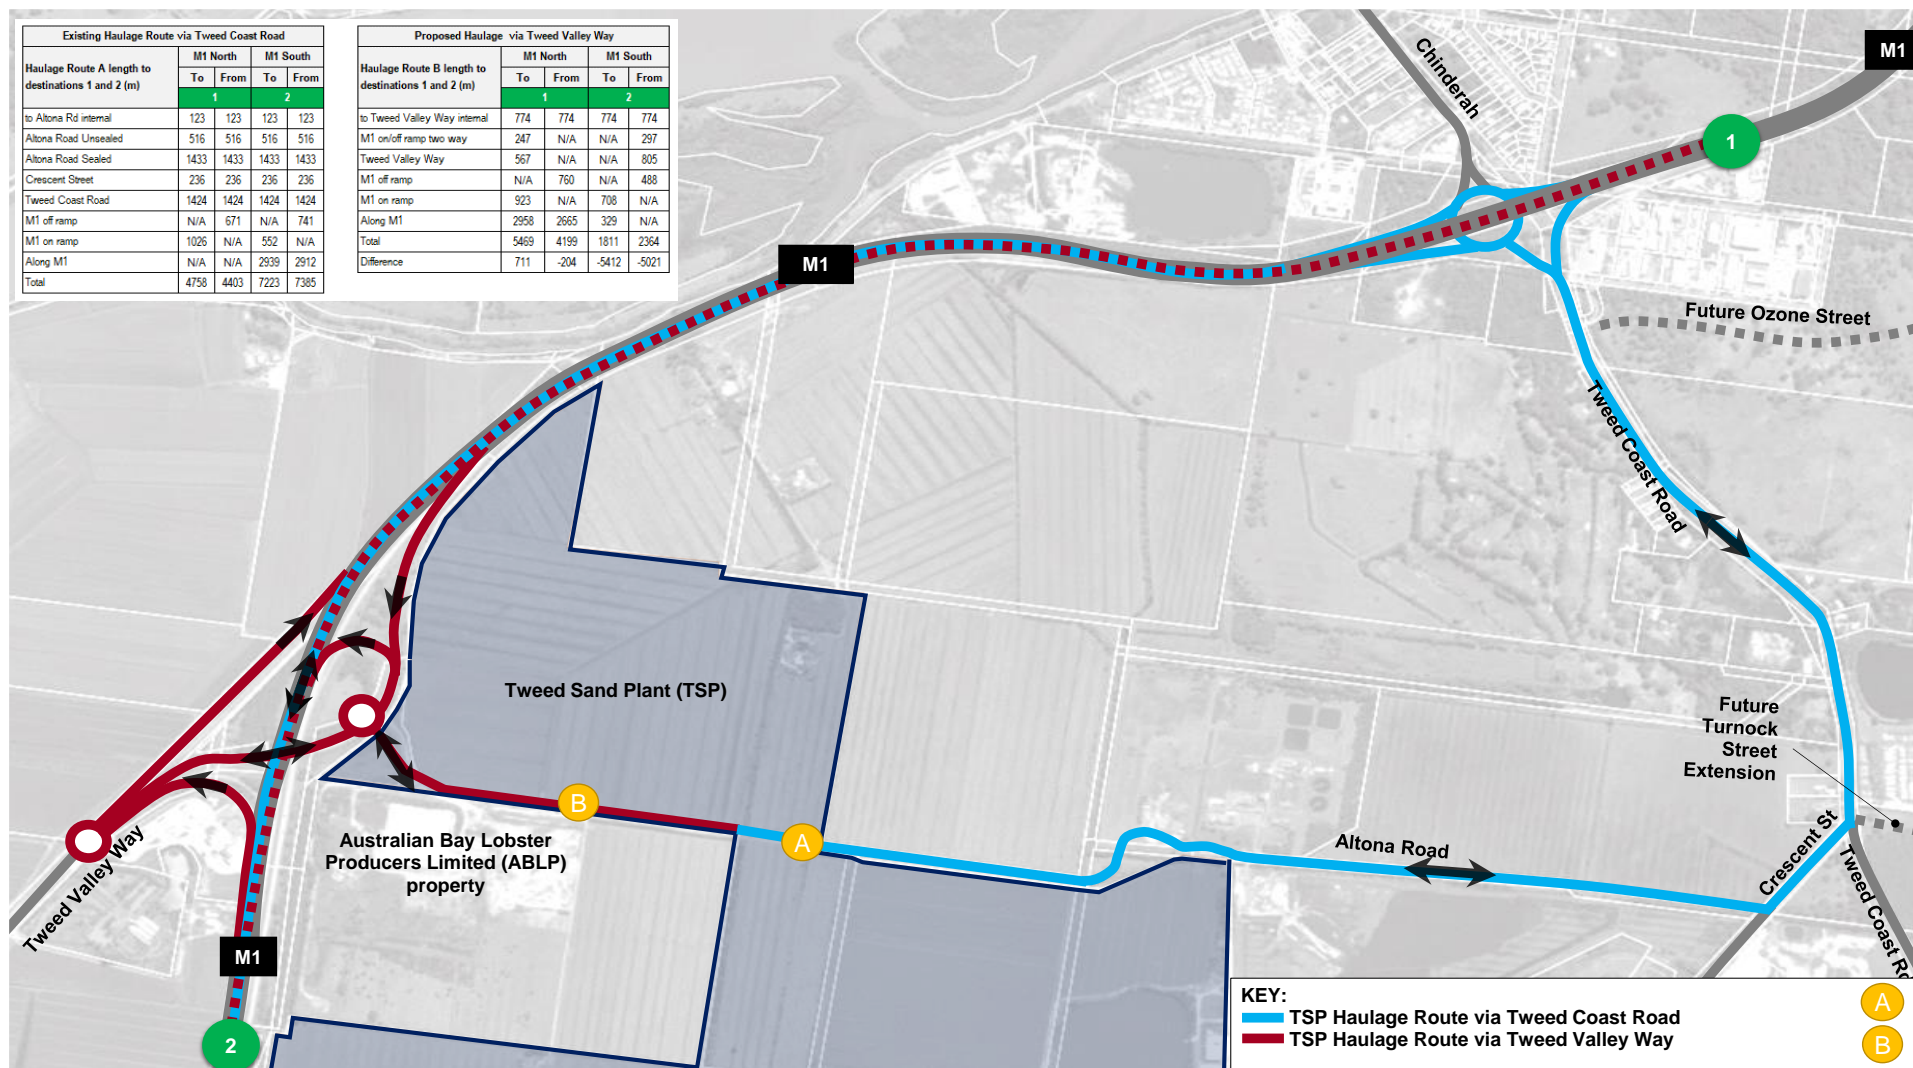 Existing Haulage Route via Tweed Coast Road
Haulage Route A length to destinations 1 and 2 (m) M1 North M1 South
To From To From
1 2
to Altona Rd internal 123 123 123 123
Altona Road Unsealed 516 516 516 516
Altona Road Sealed 1433 1433 1433 1433
Crescent Street 236 236 236 236
Tweed Coast Road 1424 1424 1424 1424
M1 off ramp N/A 671 N/A 741
M1 on ramp 1026 N/A 552 N/A
Along M1 N/A N/A 2939 2912
Total 4758 4403 7223 7385
Proposed Haulage via Tweed Valley Way
Haulage Route B length to destinations 1 and 2 (m) M1 North M1 South
To From To From
1 2
to Tweed Valley Way internal 774 774 774 774
M1 on/off ramp two way 247 N/A N/A 297
Tweed Valley Way 567 N/A N/A 805
M1 off ramp N/A 760 N/A 488
M1 on ramp 923 N/A 708 N/A
Along M1 2958 2665 329 N/A
Total 5469 4199 1811 2364
Difference 711 -204 -5412 -5021
M1
Chinderah
1
M1
Future Ozone Street
Tweed Coast Road
Tweed Sand Plant (TSP)
Future
Turnock
Street
Extension
B
A
Australian Bay Lobster
Producers Limited (ABLP)
property
Altona Road
Crescent St
Tweed Valley Way
Tweed Coast Rd
M1
2
KEY:
TSP Haulage Route via Tweed Coast Road A
TSP Haulage Route via Tweed Valley Way B